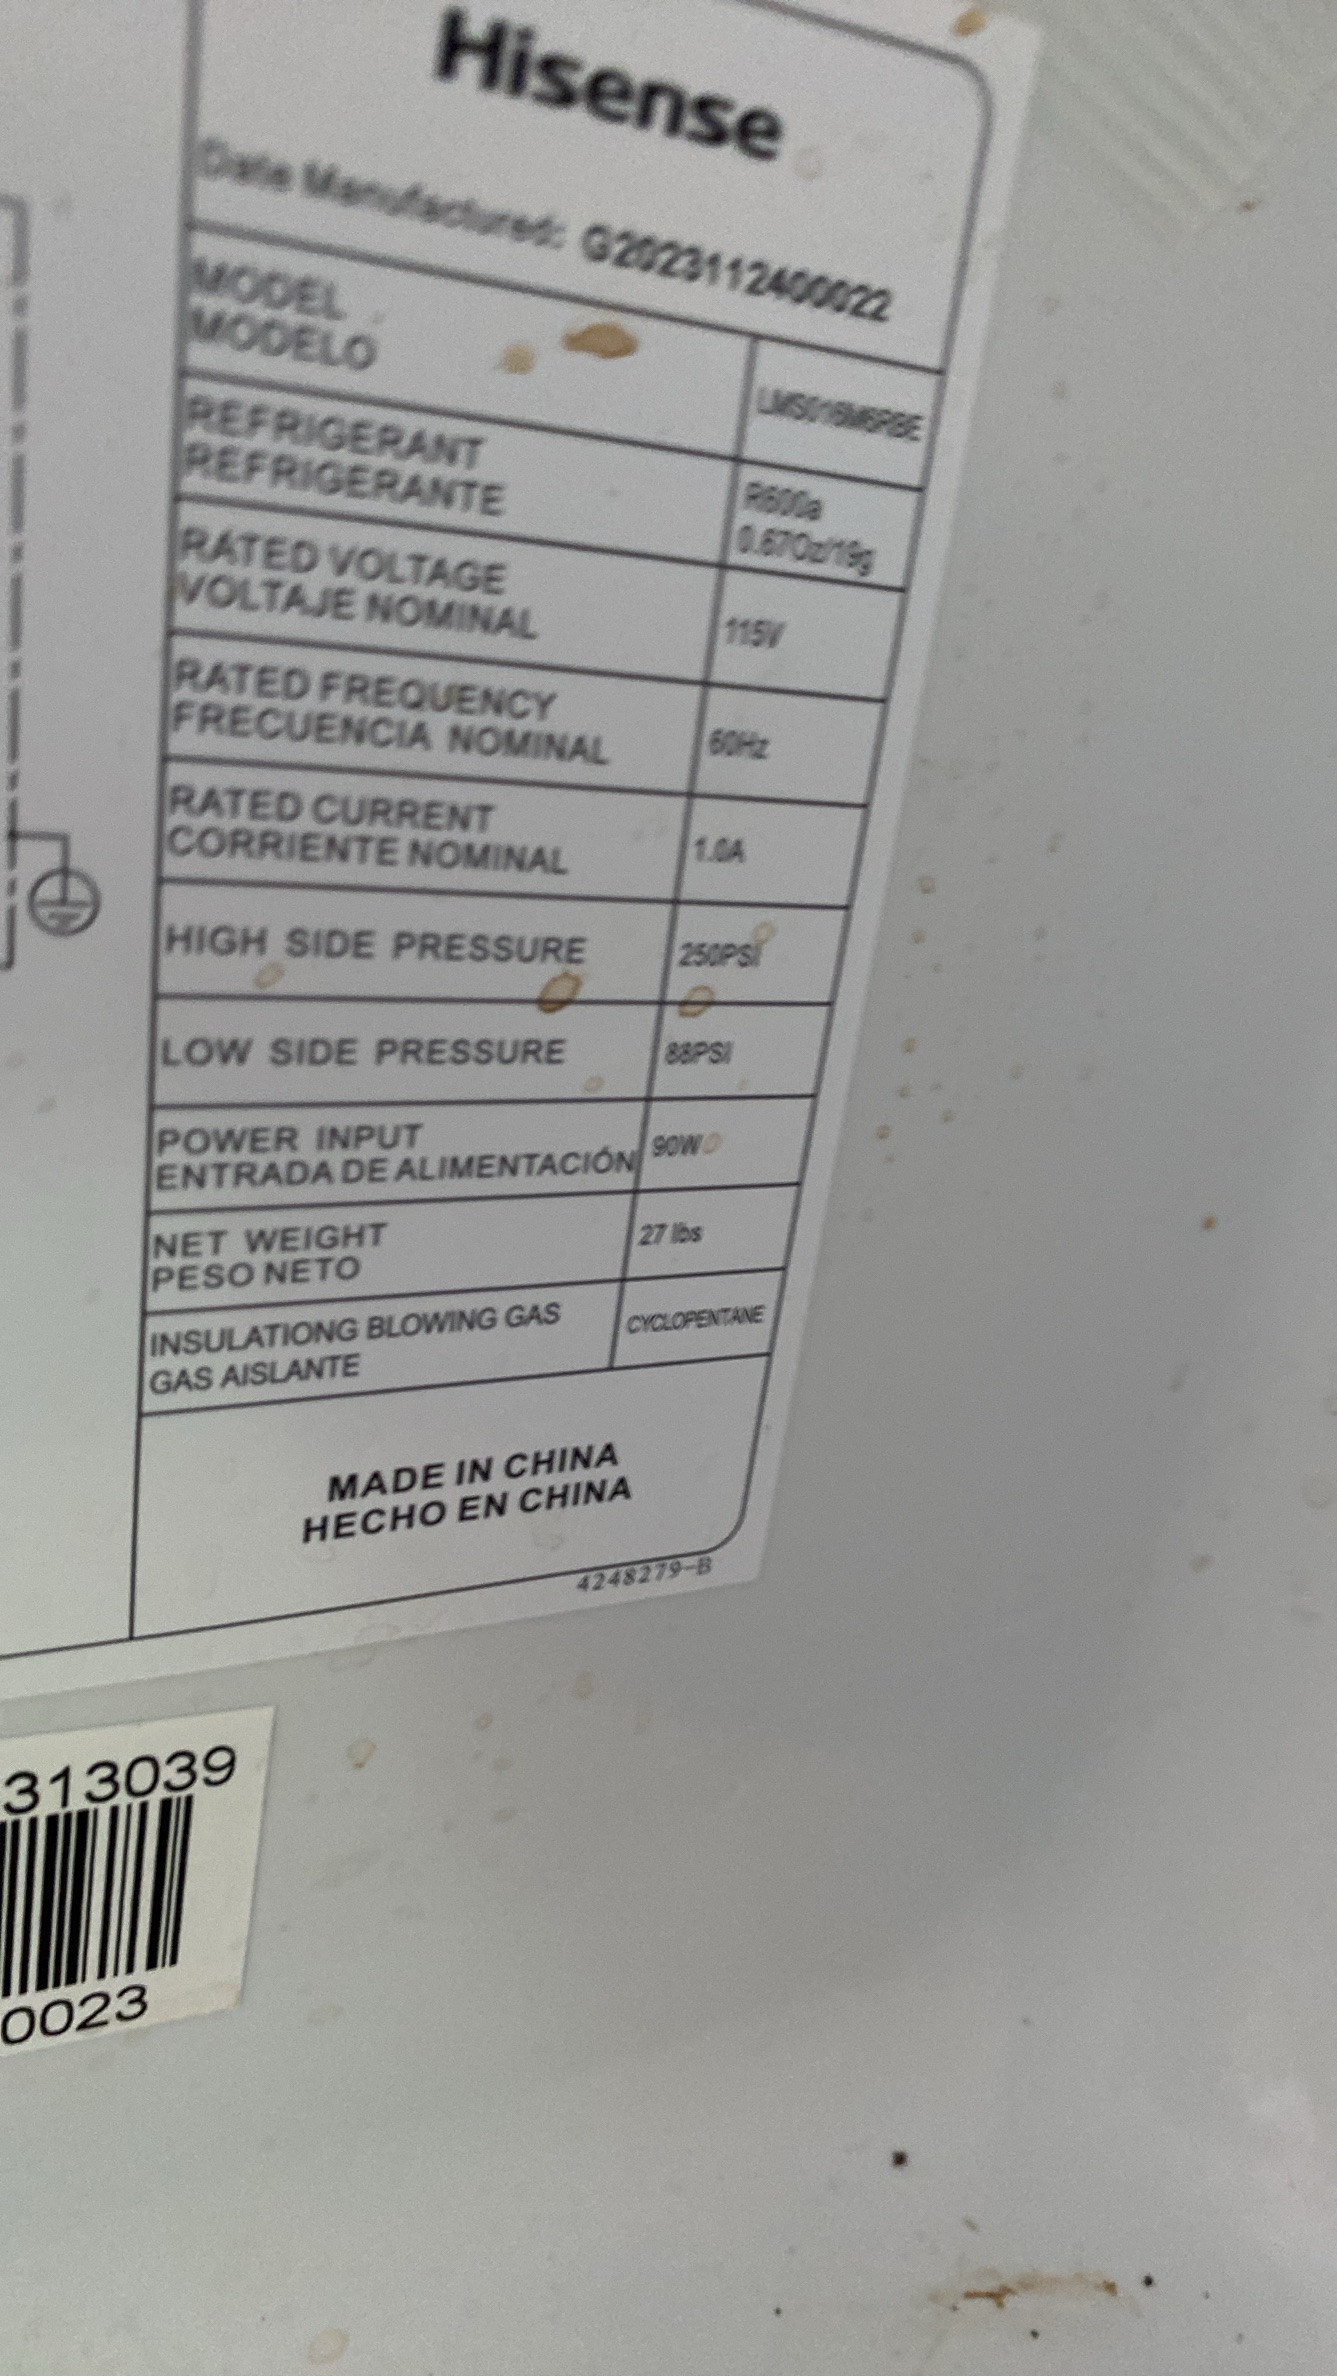 Hisense
Date Manufactured: G2023112400022
MODEL
MODELO
REFRIGERANT
REFRIGERANTE
R600a
0.67Oz/19g
RATED VOLTAGE
VOLTAJE NOMINAL
115V
RATED FREQUENCY
FRECUENCIA NOMINAL
60Hz
RATED CURRENT
CORRIENTE NOMINAL
1.0A
HIGH SIDE PRESSURE
250PSI
LOW SIDE PRESSURE
88PSI
POWER INPUT
ENTRADA DE ALIMENTACIÓN
90W
NET WEIGHT
PESO NETO
27 lbs
INSULATIONG BLOWING GAS
GAS AISLANTE
CYCLOPENTANE
MADE IN CHINA
HECHO EN CHINA
4248279-B
313039
0023